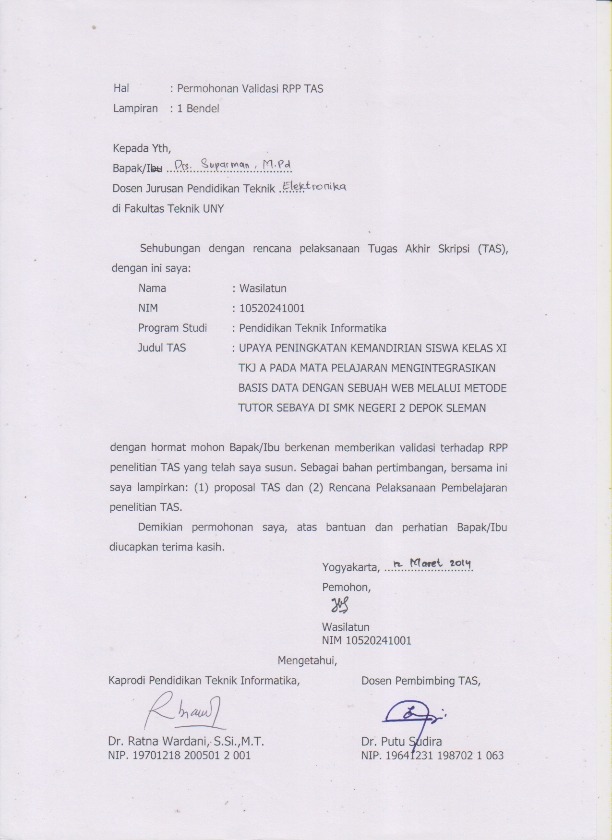 Hal : Permohonan Validasi RPP TAS
Lampiran : 1 Bendel
Kepada Yth,
Bapak/Ibu Drs. Suparman, M.Pd
Dosen Jurusan Pendidikan Teknik Elektronika
di Fakultas Teknik UNY
Sehubungan dengan rencana pelaksanaan Tugas Akhir Skripsi (TAS),
dengan ini saya:
Nama : Wasilatun
NIM : 10520241001
Program Studi : Pendidikan Teknik Informatika
Judul TAS : UPAYA PENINGKATAN KEMANDIRIAN SISWA KELAS XI
TKJ A PADA MATA PELAJARAN MENGINTEGRASIKAN
BASIS DATA DENGAN SEBUAH WEB MELALUI METODE
TUTOR SEBAYA DI SMK NEGERI 2 DEPOK SLEMAN
dengan hormat mohon Bapak/Ibu berkenan memberikan validasi terhadap RPP
penelitian TAS yang telah saya susun. Sebagai bahan pertimbangan, bersama ini
saya lampirkan: (1) proposal TAS dan (2) Rencana Pelaksanaan Pembelajaran
penelitian TAS.
Demikian permohonan saya, atas bantuan dan perhatian Bapak/Ibu
diucapkan terima kasih.
Yogyakarta, 12 Maret 2014
Pemohon,
Wasilatun
NIM 10520241001
Mengetahui,
Kaprodi Pendidikan Teknik Informatika, Dosen Pembimbing TAS,
Dr. Ratna Wardani, S.Si.,M.T. Dr. Putu Sudira
NIP. 19701218 200501 2 001 NIP. 19641231 198702 1 063